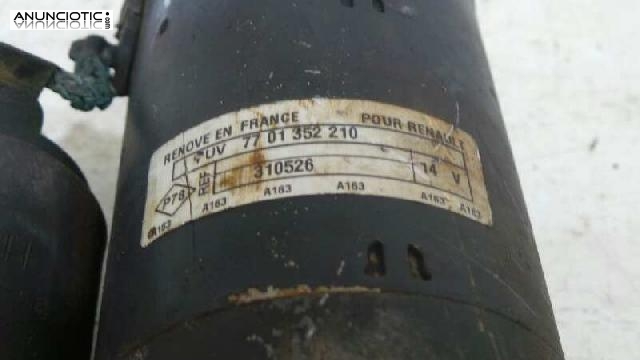 ANUNCIOTIC.com
RENOVE EN FRANCE POUR RENAULT
UV 77 01 352 210
REF 310526 14 V
P78
A163 A163 A163 A163 A163 A163